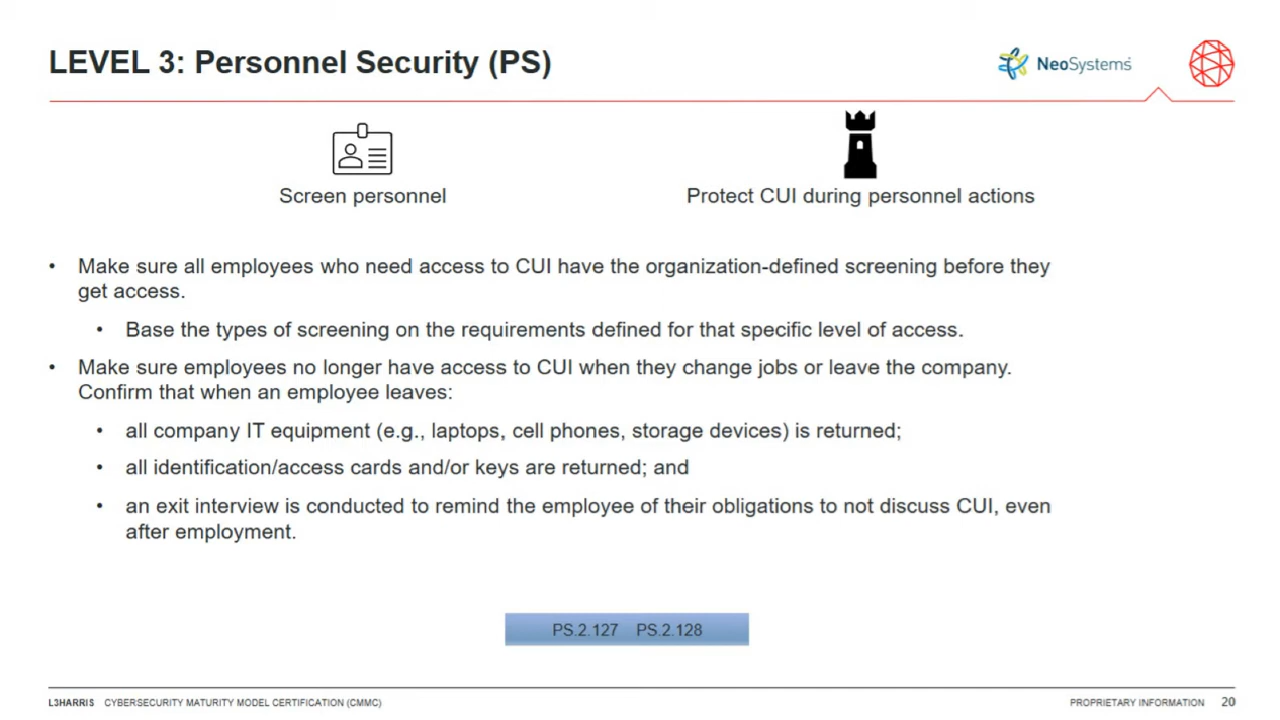 LEVEL 3: Personnel Security (PS)
NeoSystems
Screen personnel
Protect CUI during personnel actions
• Make sure all employees who need access to CUI have the organization-defined screening before they
get access.
• Base the types of screening on the requirements defined for that specific level of access.
• Make sure employees no longer have access to CUI when they change jobs or leave the company.
Confirm that when an employee leaves:
• all company IT equipment (e.g., laptops, cell phones, storage devices) is returned;
• all identification/access cards and/or keys are returned; and
• an exit interview is conducted to remind the employee of their obligations to not discuss CUI, even
after employment.
PS.2.127 PS.2.128
L3HARRIS CYBERSECURITY MATURITY MODEL CERTIFICATION (CMMC)
PROPRIETARY INFORMATION 20